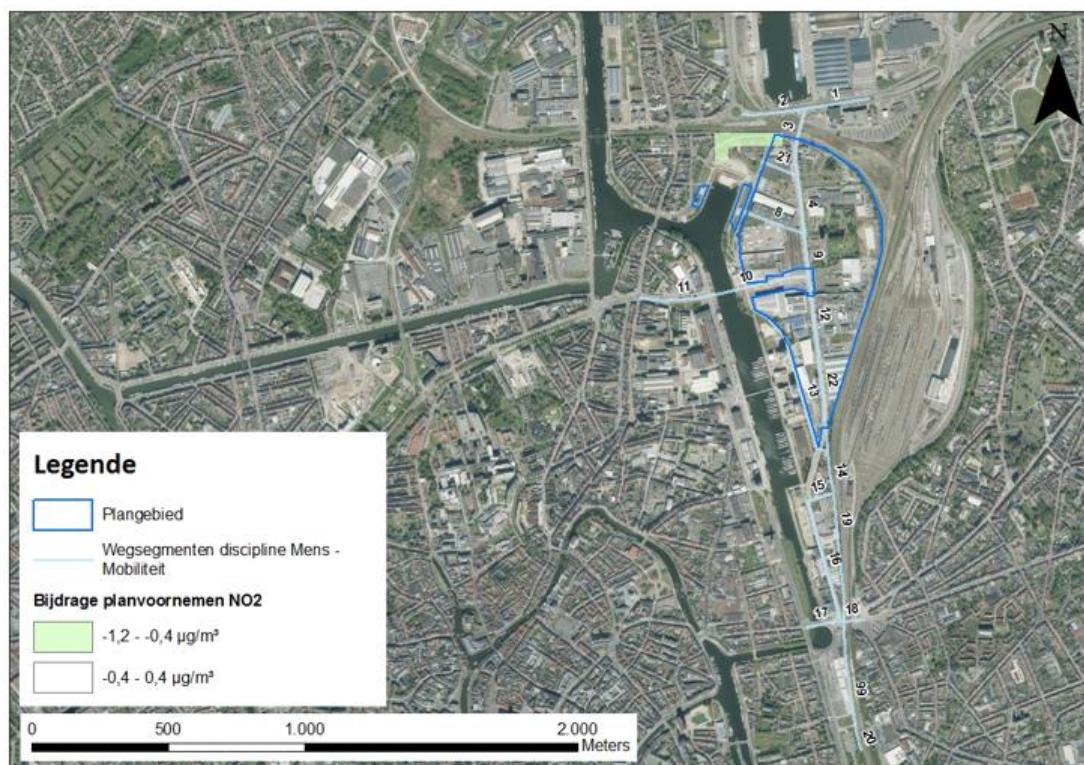 N
1
2
3
21
4
8
9
10
11
12
22
13
14
15
19
16
17
18
99
20
Legende
Plangebied
Wegsegmenten discipline Mens -
Mobiliteit
Bijdrage planvoornemen NO2
-1,2 - -0,4 µg/m³
-0,4 - 0,4 µg/m³
0 500 1.000 2.000
Meters